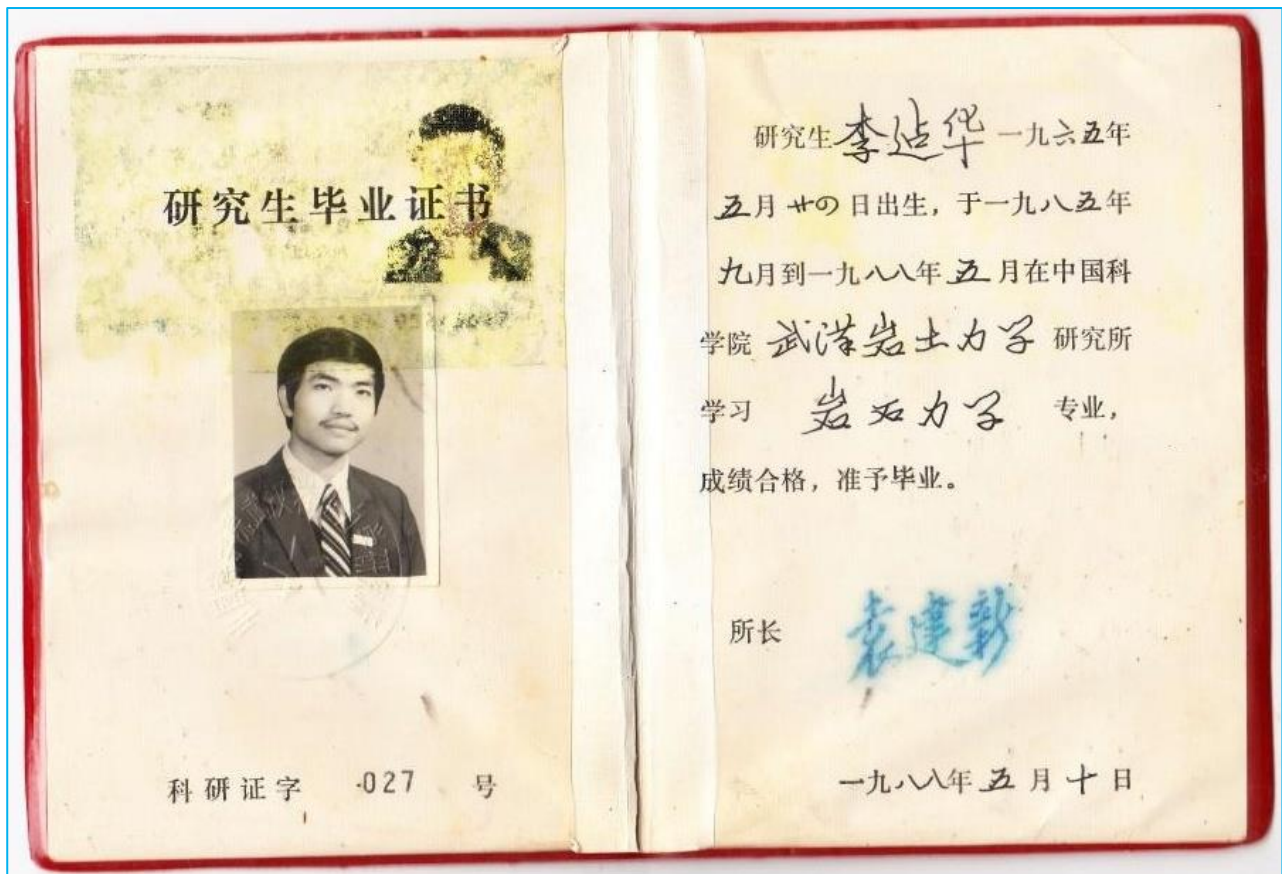 研究生毕业证书
科研证字 027 号
研究生李迠华一九六五年
五月廿四日出生，于一九八五年
九月到一九八八年五月在中国科
学院 武漢岩土力学 研究所
学习 岩石力学 专业，
成绩合格，准予毕业。
所长 袁建新
一九八八年五月十日